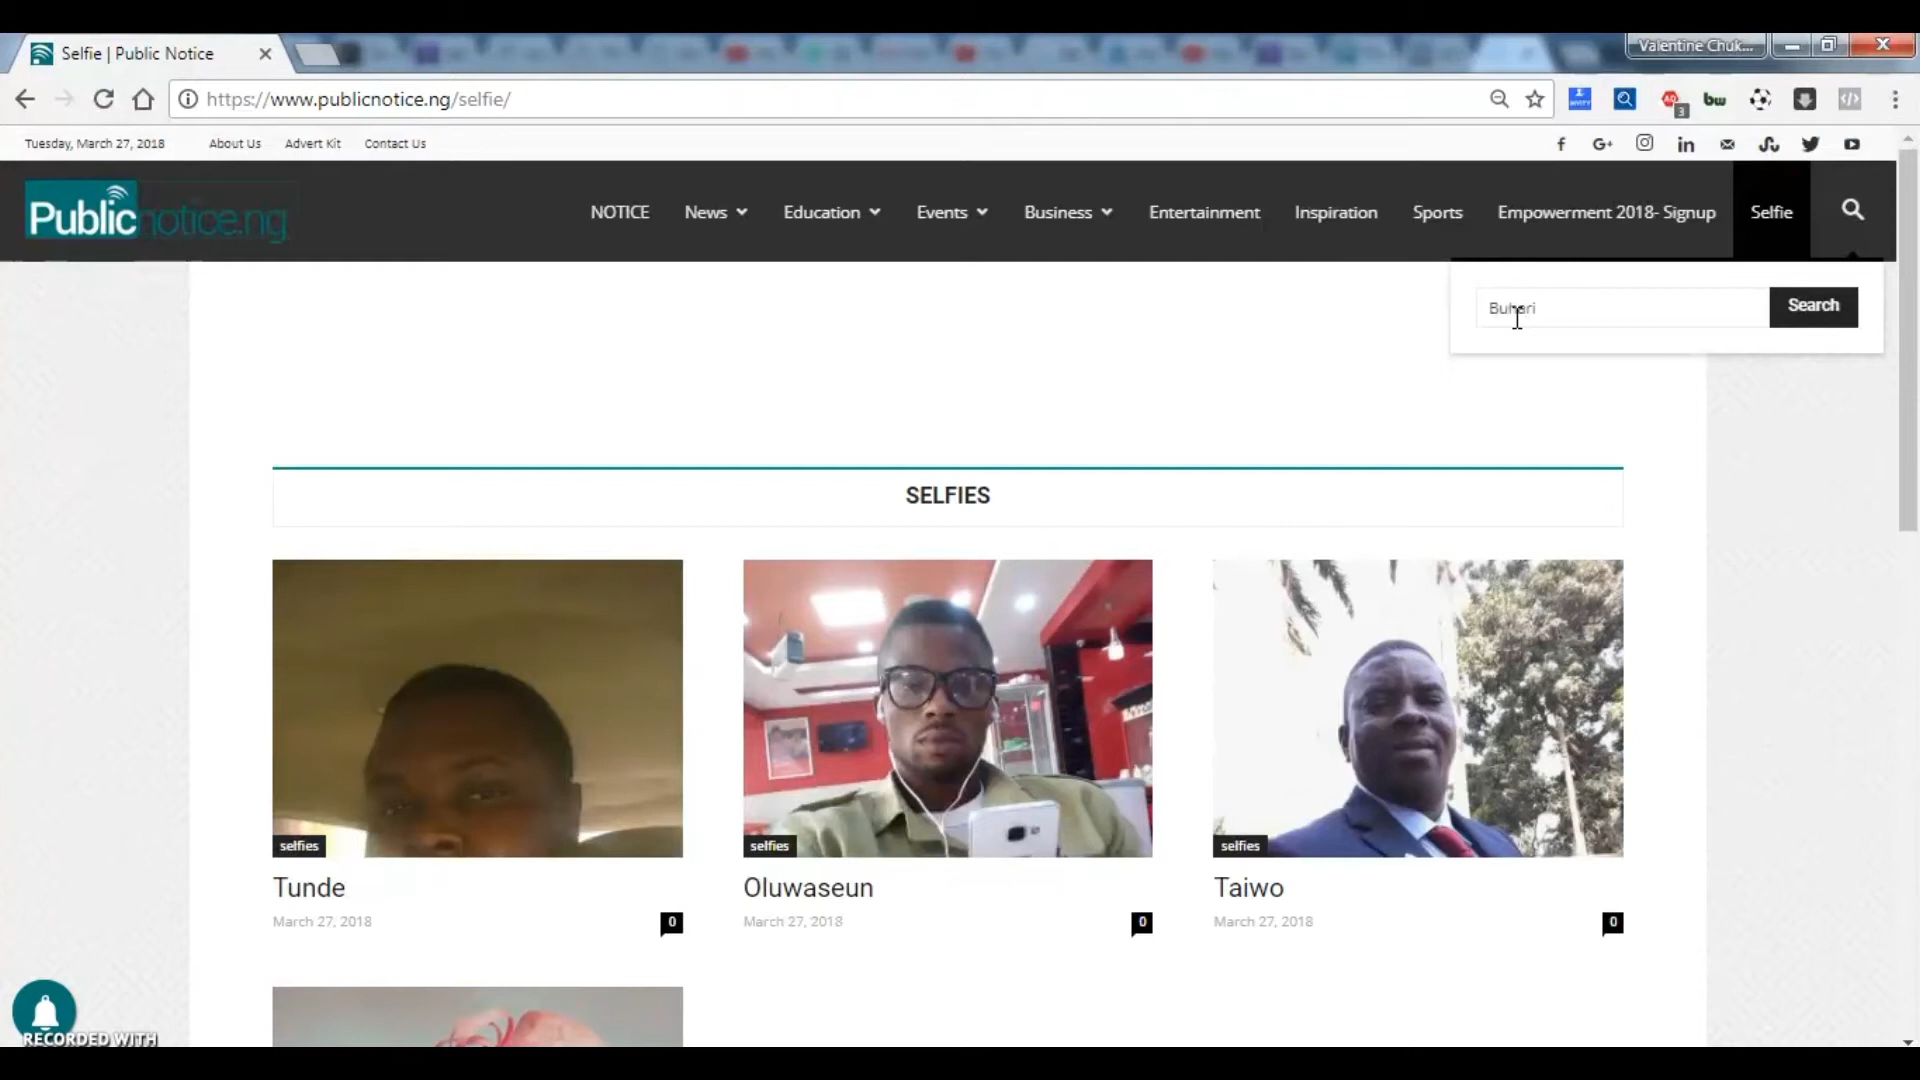 Selfie | Public Notice
Valentine Chuk...
https://www.publicnotice.ng/selfie/
3
bw
Tuesday, March 27, 2018 About Us Advert Kit Contact Us
Publicnotice.ng
NOTICE News Education Events Business Entertainment Inspiration Sports Empowerment 2018- Signup Selfie
Buhari Search
SELFIES
selfies selfies selfies
Tunde Oluwaseun Taiwo
March 27, 2018 0 March 27, 2018 0 March 27, 2018 0
RECORDED WITH